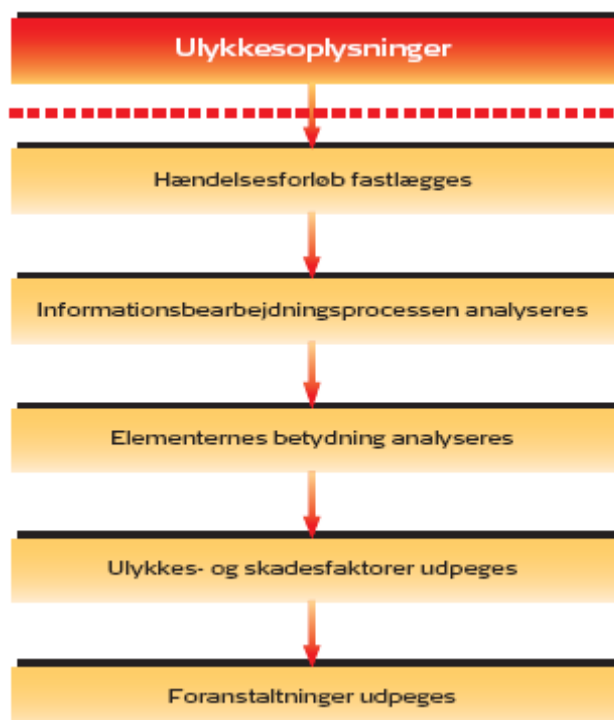 Ulykkesoplysninger
Hændelsesforløb fastlægges
Informationsbearbejdningsprocessen analyseres
Elementernes betydning analyseres
Ulykkes- og skadesfaktorer udpeges
Foranstaltninger udpeges